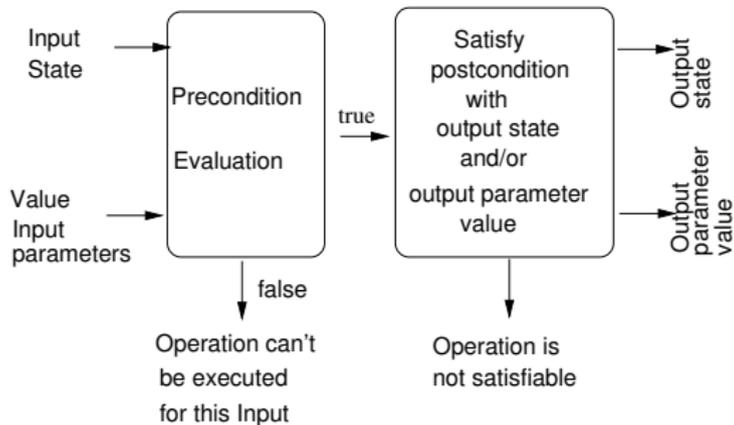 Input
State
Value
Input
parameters
Precondition
Evaluation
true
false
Operation can't
be executed
for this Input
Satisfy
postcondition
with
output state
and/or
output parameter
value
Operation is
not satisfiable
Output
state
Output
parameter
value